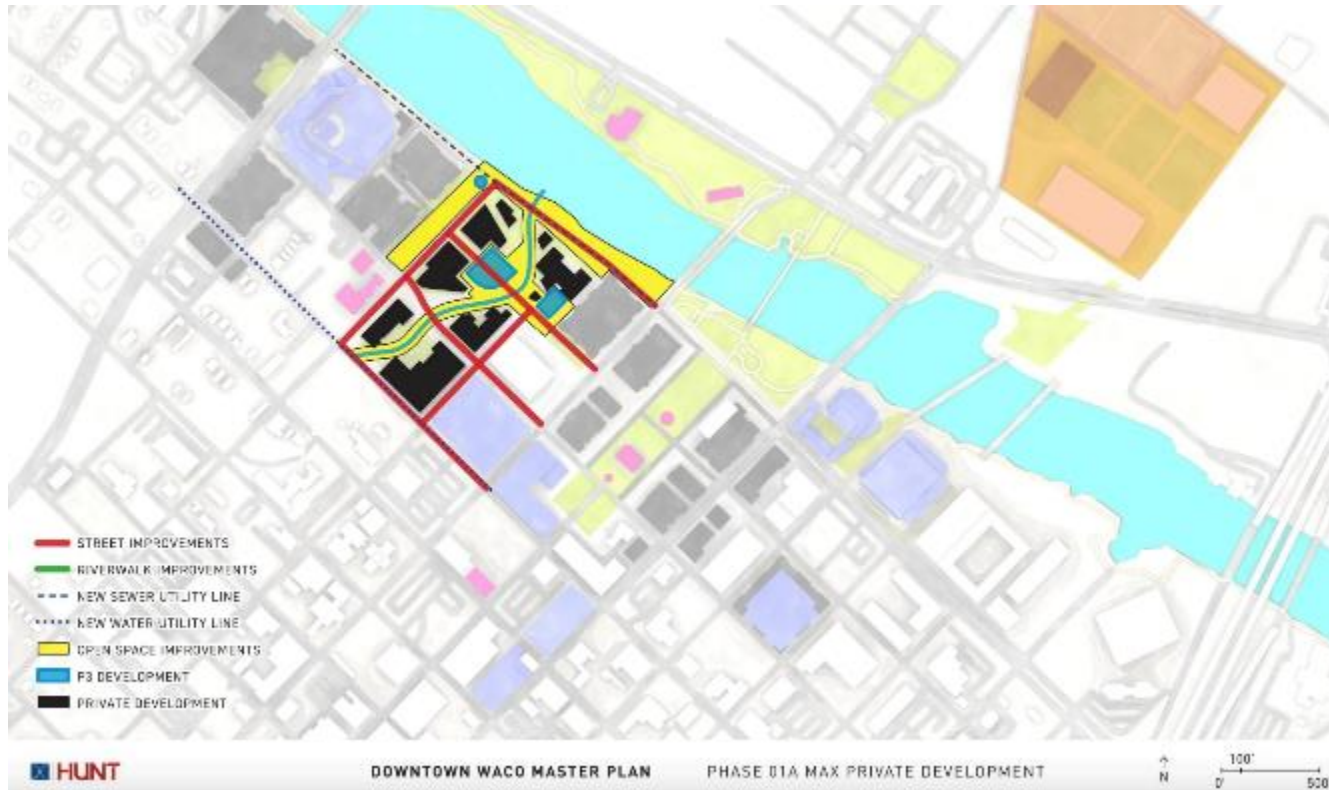 STREET IMPROVEMENTS
RIVERWALK IMPROVEMENTS
NEW SEWER UTILITY LINE
NEW WATER UTILITY LINE
OPEN SPACE IMPROVEMENTS
P3 DEVELOPMENT
PRIVATE DEVELOPMENT
HUNT
DOWNTOWN WACO MASTER PLAN
PHASE 01A MAX PRIVATE DEVELOPMENT
N
100'
0'
500